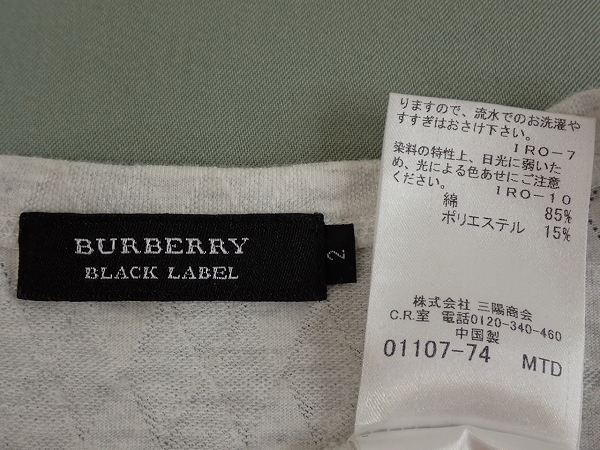 BURBERRY
BLACK LABEL
2
りますので、流水でのお洗濯や
すすぎはおさけ下さい。
IRO-7
染料の特性上、日光に弱いた
め、光による色あせにご注意
ください。 IRO-10
綿 85%
ポリエステル 15%
株式会社 三陽商会
C.R.室 電話0120-340-460
中国製
01107-74 MTD